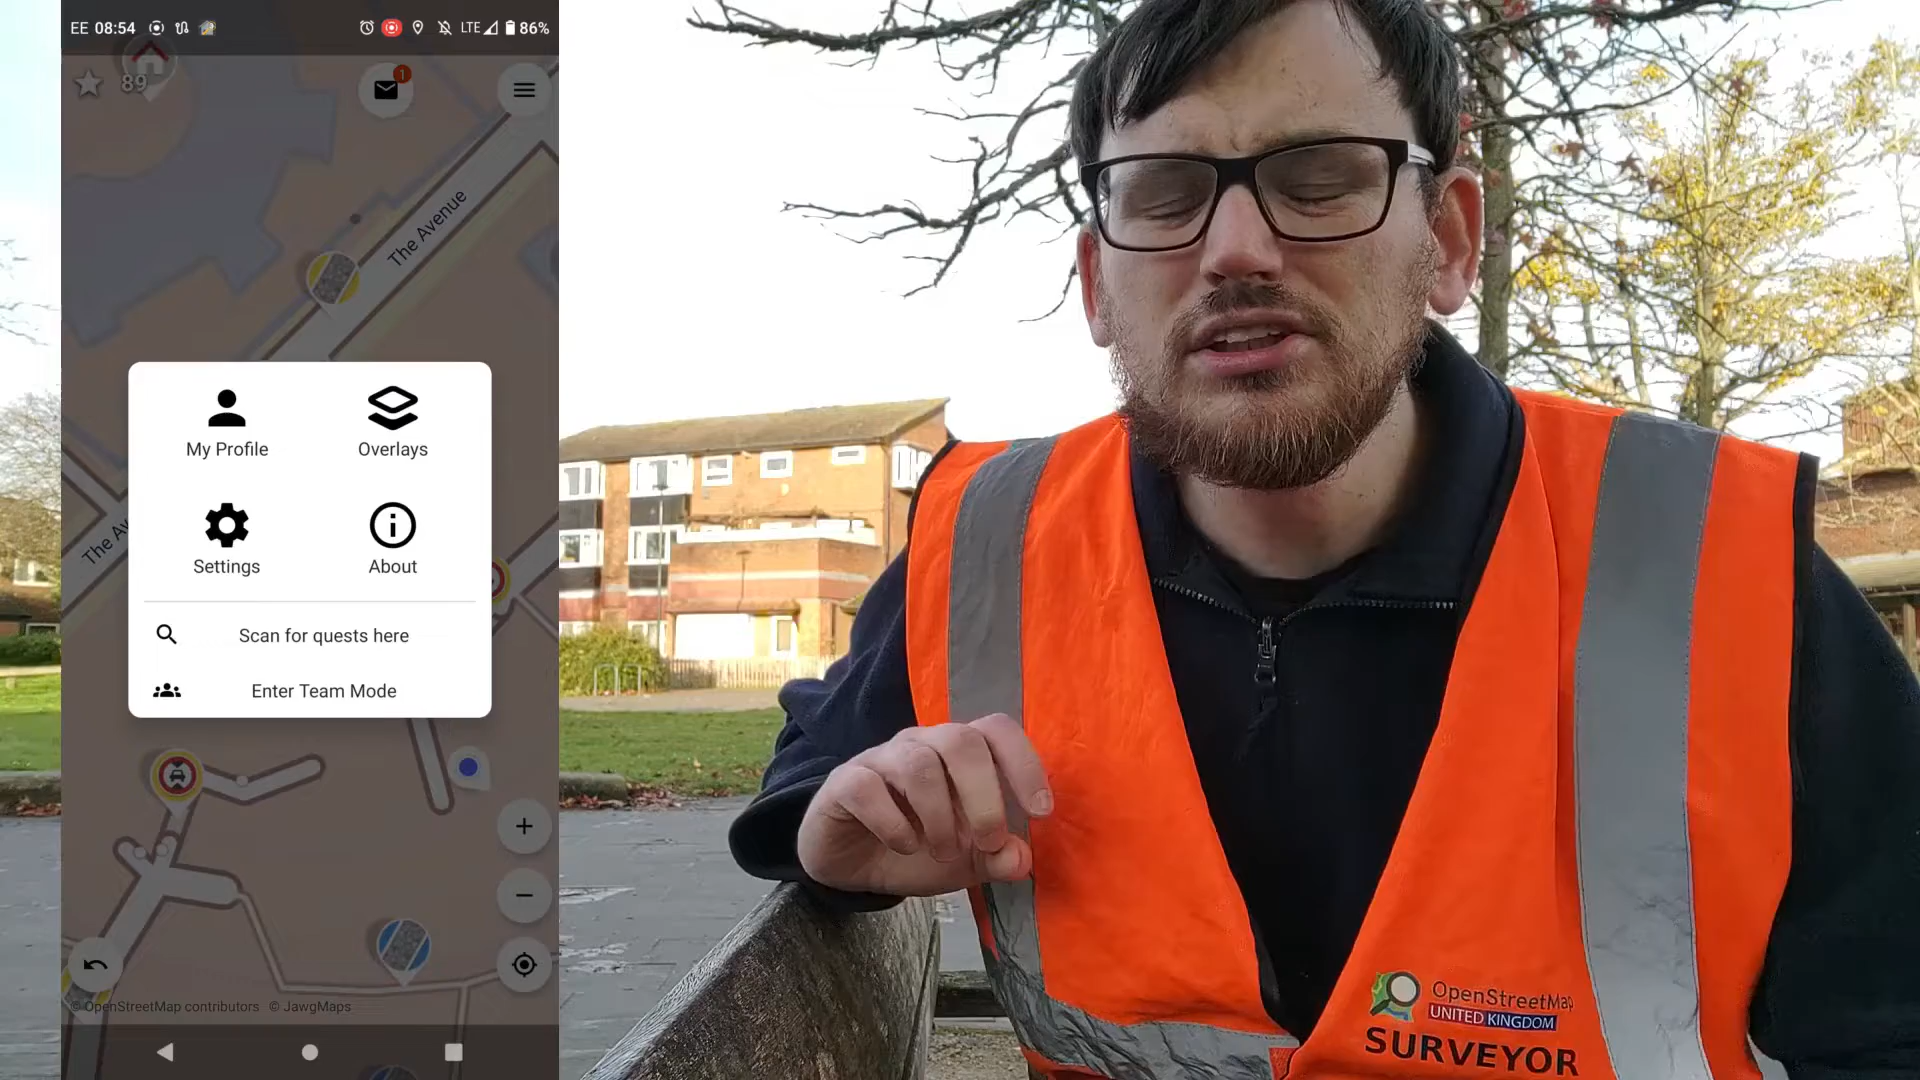 EE 08:54
LTE 86%
89
1
The Avenue
The Av
My Profile
Overlays
Settings
About
Scan for quests here
Enter Team Mode
© OpenStreetMap contributors © JawgMaps
OpenStreetMap
UNITED KINGDOM
SURVEYOR